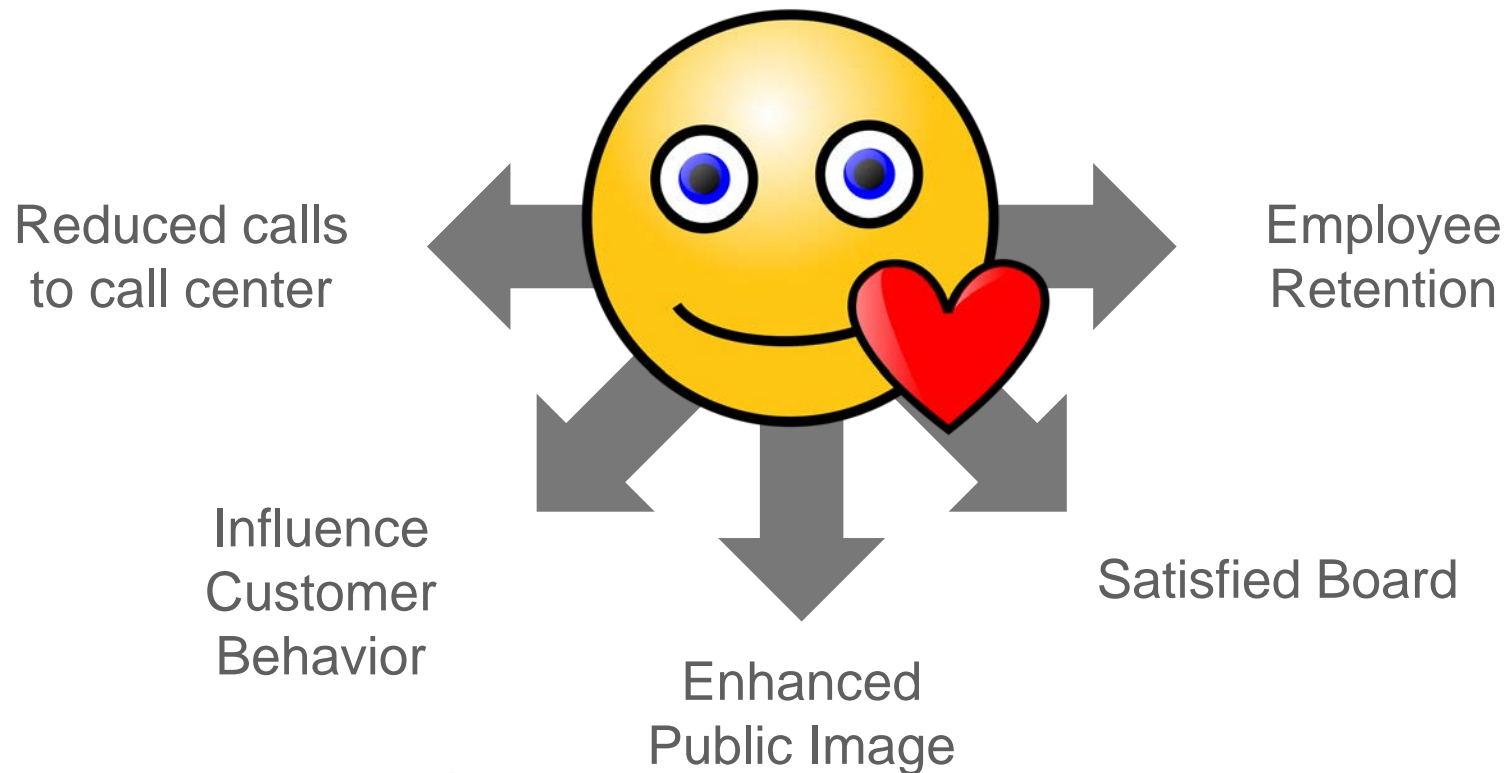 Reduced calls
to call center
Employee
Retention
Influence
Customer
Behavior
Satisfied Board
Enhanced
Public Image